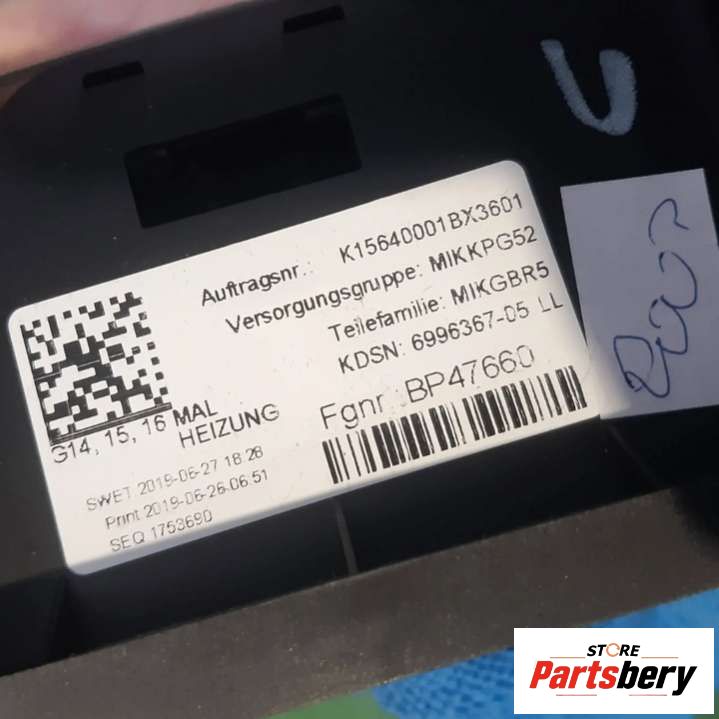 Auftragsnr.: K15640001BX3601
Versorgungsgruppe: MIKKPG52
Teilefamilie: MIKGBR5
KDSN: 6996367-05 LL
Fgnr.: BP47660
G14, 15, 16 MAL
HEIZUNG
SWET 2019-06-27 18:28
Print 2019-06-26-06:51
SEQ 1753690
STORE
Partsbery